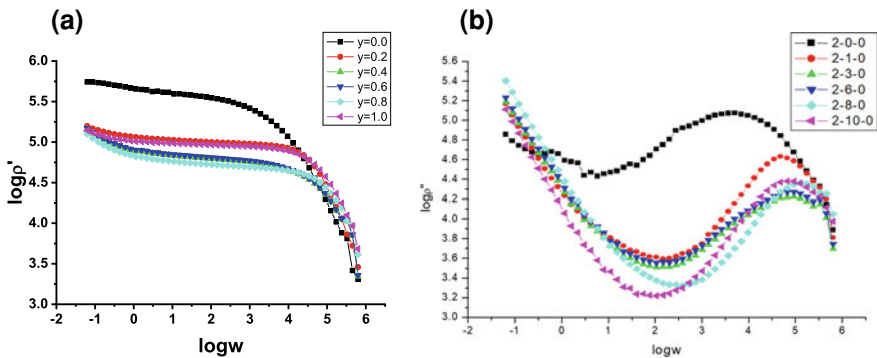 (a)
logρ'
6.0
5.5
5.0
4.5
4.0
3.5
3.0
-2 -1 0 1 2 3 4 5 6
logw
y=0.0
y=0.2
y=0.4
y=0.6
y=0.8
y=1.0
(b)
logρ"
5.6
5.4
5.2
5.0
4.8
4.6
4.4
4.2
4.0
3.8
3.6
3.4
3.2
3.0
-2 -1 0 1 2 3 4 5 6
logw
2-0-0
2-1-0
2-3-0
2-6-0
2-8-0
2-10-0